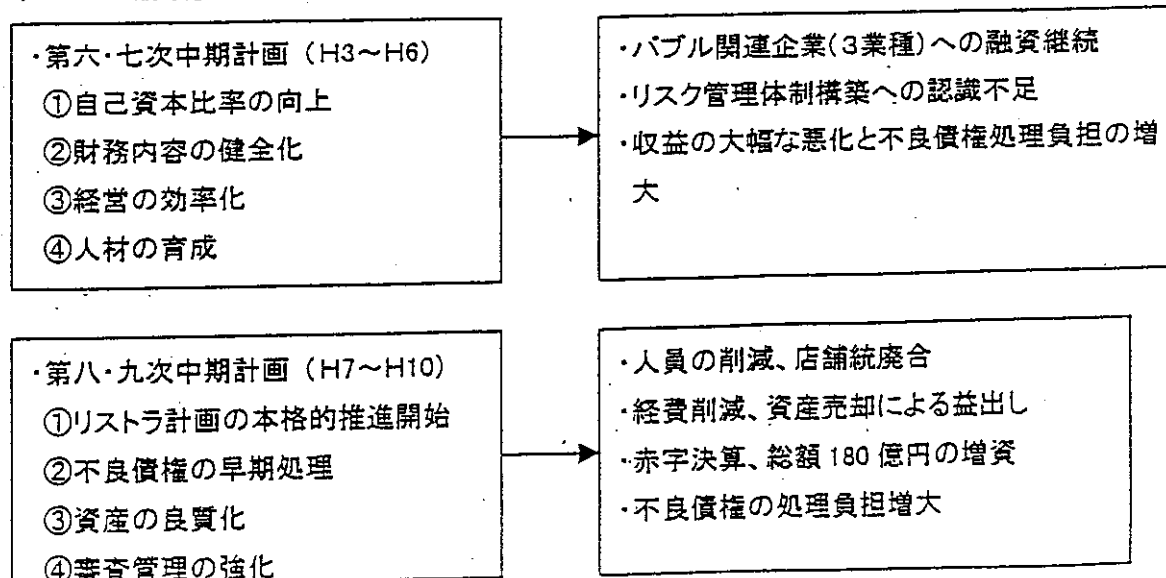 ・第六・七次中期計画（H3～H6）
①自己資本比率の向上
②財務内容の健全化
③経営の効率化
④人材の育成
・バブル関連企業（３業種）への融資継続
・リスク管理体制構築への認識不足
・収益の大幅な悪化と不良債権処理負担の増
大
・第八・九次中期計画（H7～H10）
①リストラ計画の本格的推進開始
②不良債権の早期処理
③資産の良質化
④審査管理の強化
・人員の削減、店舗統廃合
・経費削減、資産売却による益出し
・赤字決算、総額180億円の増資
・不良債権の処理負担増大